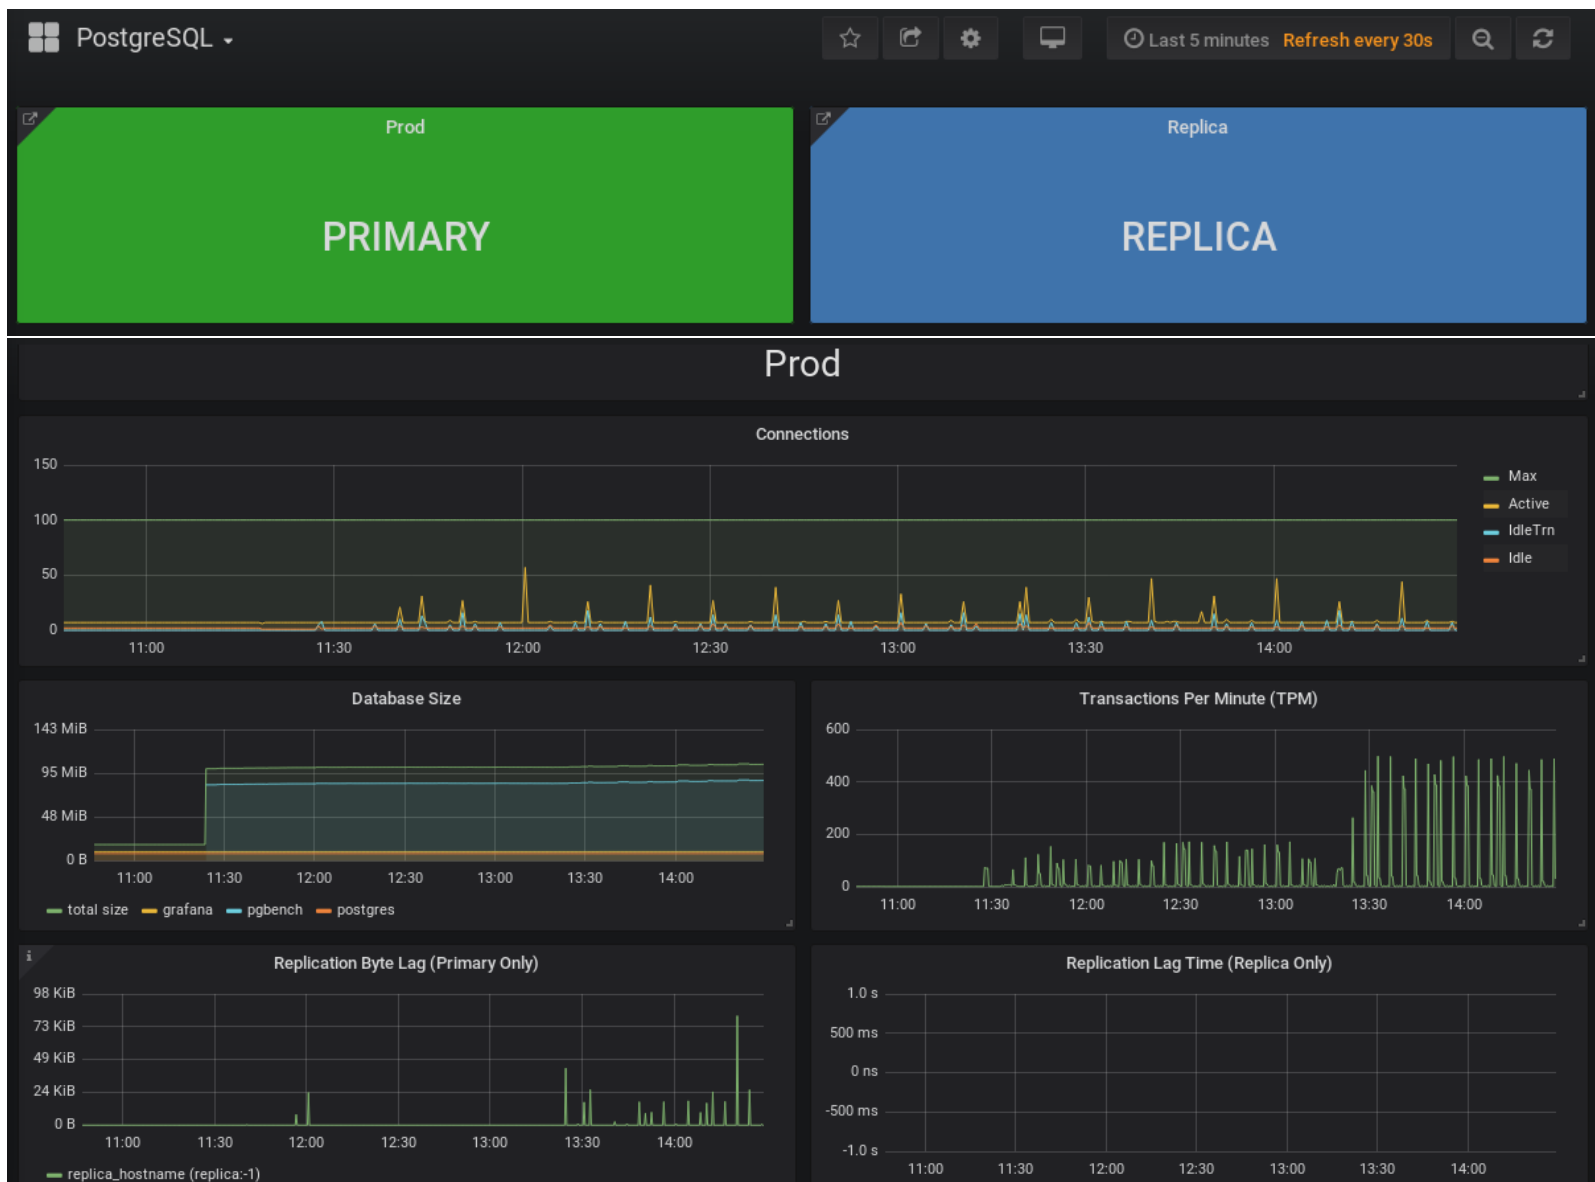 PostgreSQL
Last 5 minutes Refresh every 30s
Prod
PRIMARY
Replica
REPLICA
Prod
Connections
150
100
50
0
11:00 11:30 12:00 12:30 13:00 13:30 14:00
Max
Active
IdleTrn
Idle
Database Size
143 MiB
95 MiB
48 MiB
0 B
11:00 11:30 12:00 12:30 13:00 13:30 14:00
total size grafana pgbench postgres
Transactions Per Minute (TPM)
600
400
200
0
11:00 11:30 12:00 12:30 13:00 13:30 14:00
i
Replication Byte Lag (Primary Only)
98 KiB
73 KiB
49 KiB
24 KiB
0 B
11:00 11:30 12:00 12:30 13:00 13:30 14:00
replica_hostname (replica:-1)
Replication Lag Time (Replica Only)
1.0 s
500 ms
0 ns
-500 ms
-1.0 s
11:00 11:30 12:00 12:30 13:00 13:30 14:00